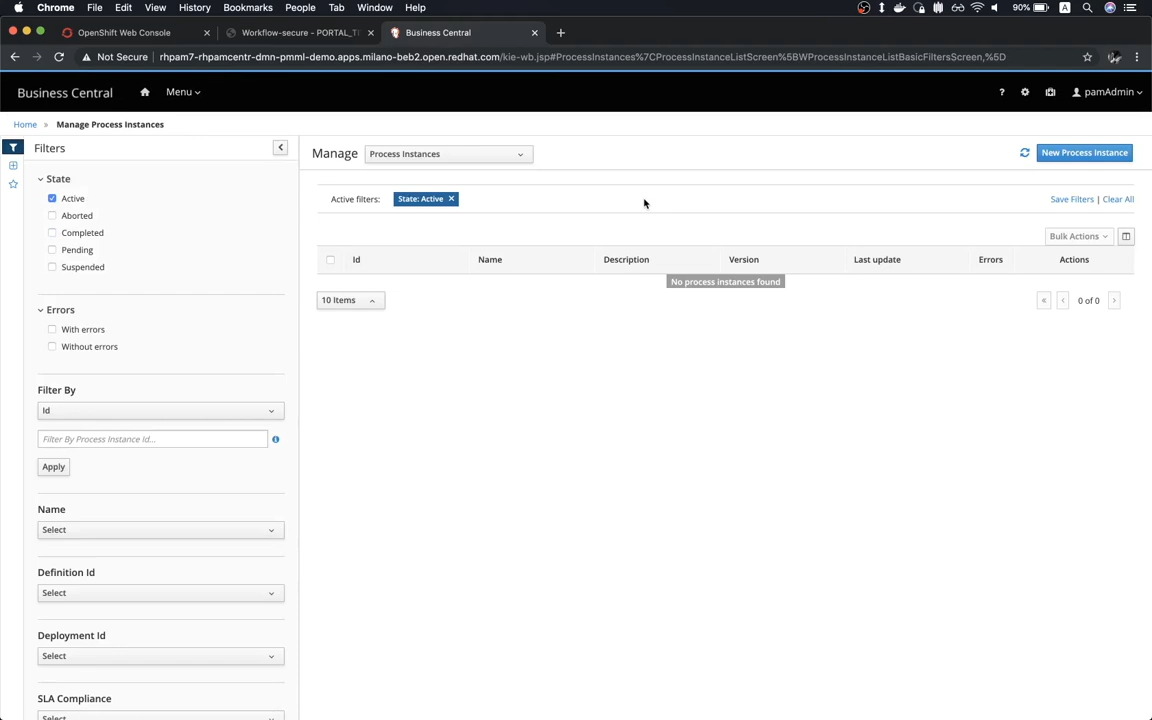 Chrome File Edit View History Bookmarks People Tab Window Help 90% A
OpenShift Web Console Workflow-secure - PORTAL_T Business Central
Not Secure rhpam7-rhpamcentr-dmn-pmml-demo.apps.milano-beb2.open.redhat.com/kie-wb.jsp#ProcessInstances%7CProcessInstanceListScreen%5BWProcessInstanceListBasicFiltersScreen,%5D
Business Central Menu ? pamAdmin
Home » Manage Process Instances
Filters
State
Active
Aborted
Completed
Pending
Suspended
Errors
With errors
Without errors
Filter By
Id
Filter By Process Instance Id...
Apply
Name
Select
Definition Id
Select
Deployment Id
Select
SLA Compliance
Select
Manage Process Instances New Process Instance
Active filters: State: Active × Save Filters | Clear All
Bulk Actions
Id Name Description Version Last update Errors Actions
No process instances found
10 Items « ‹ 0 of 0 ›